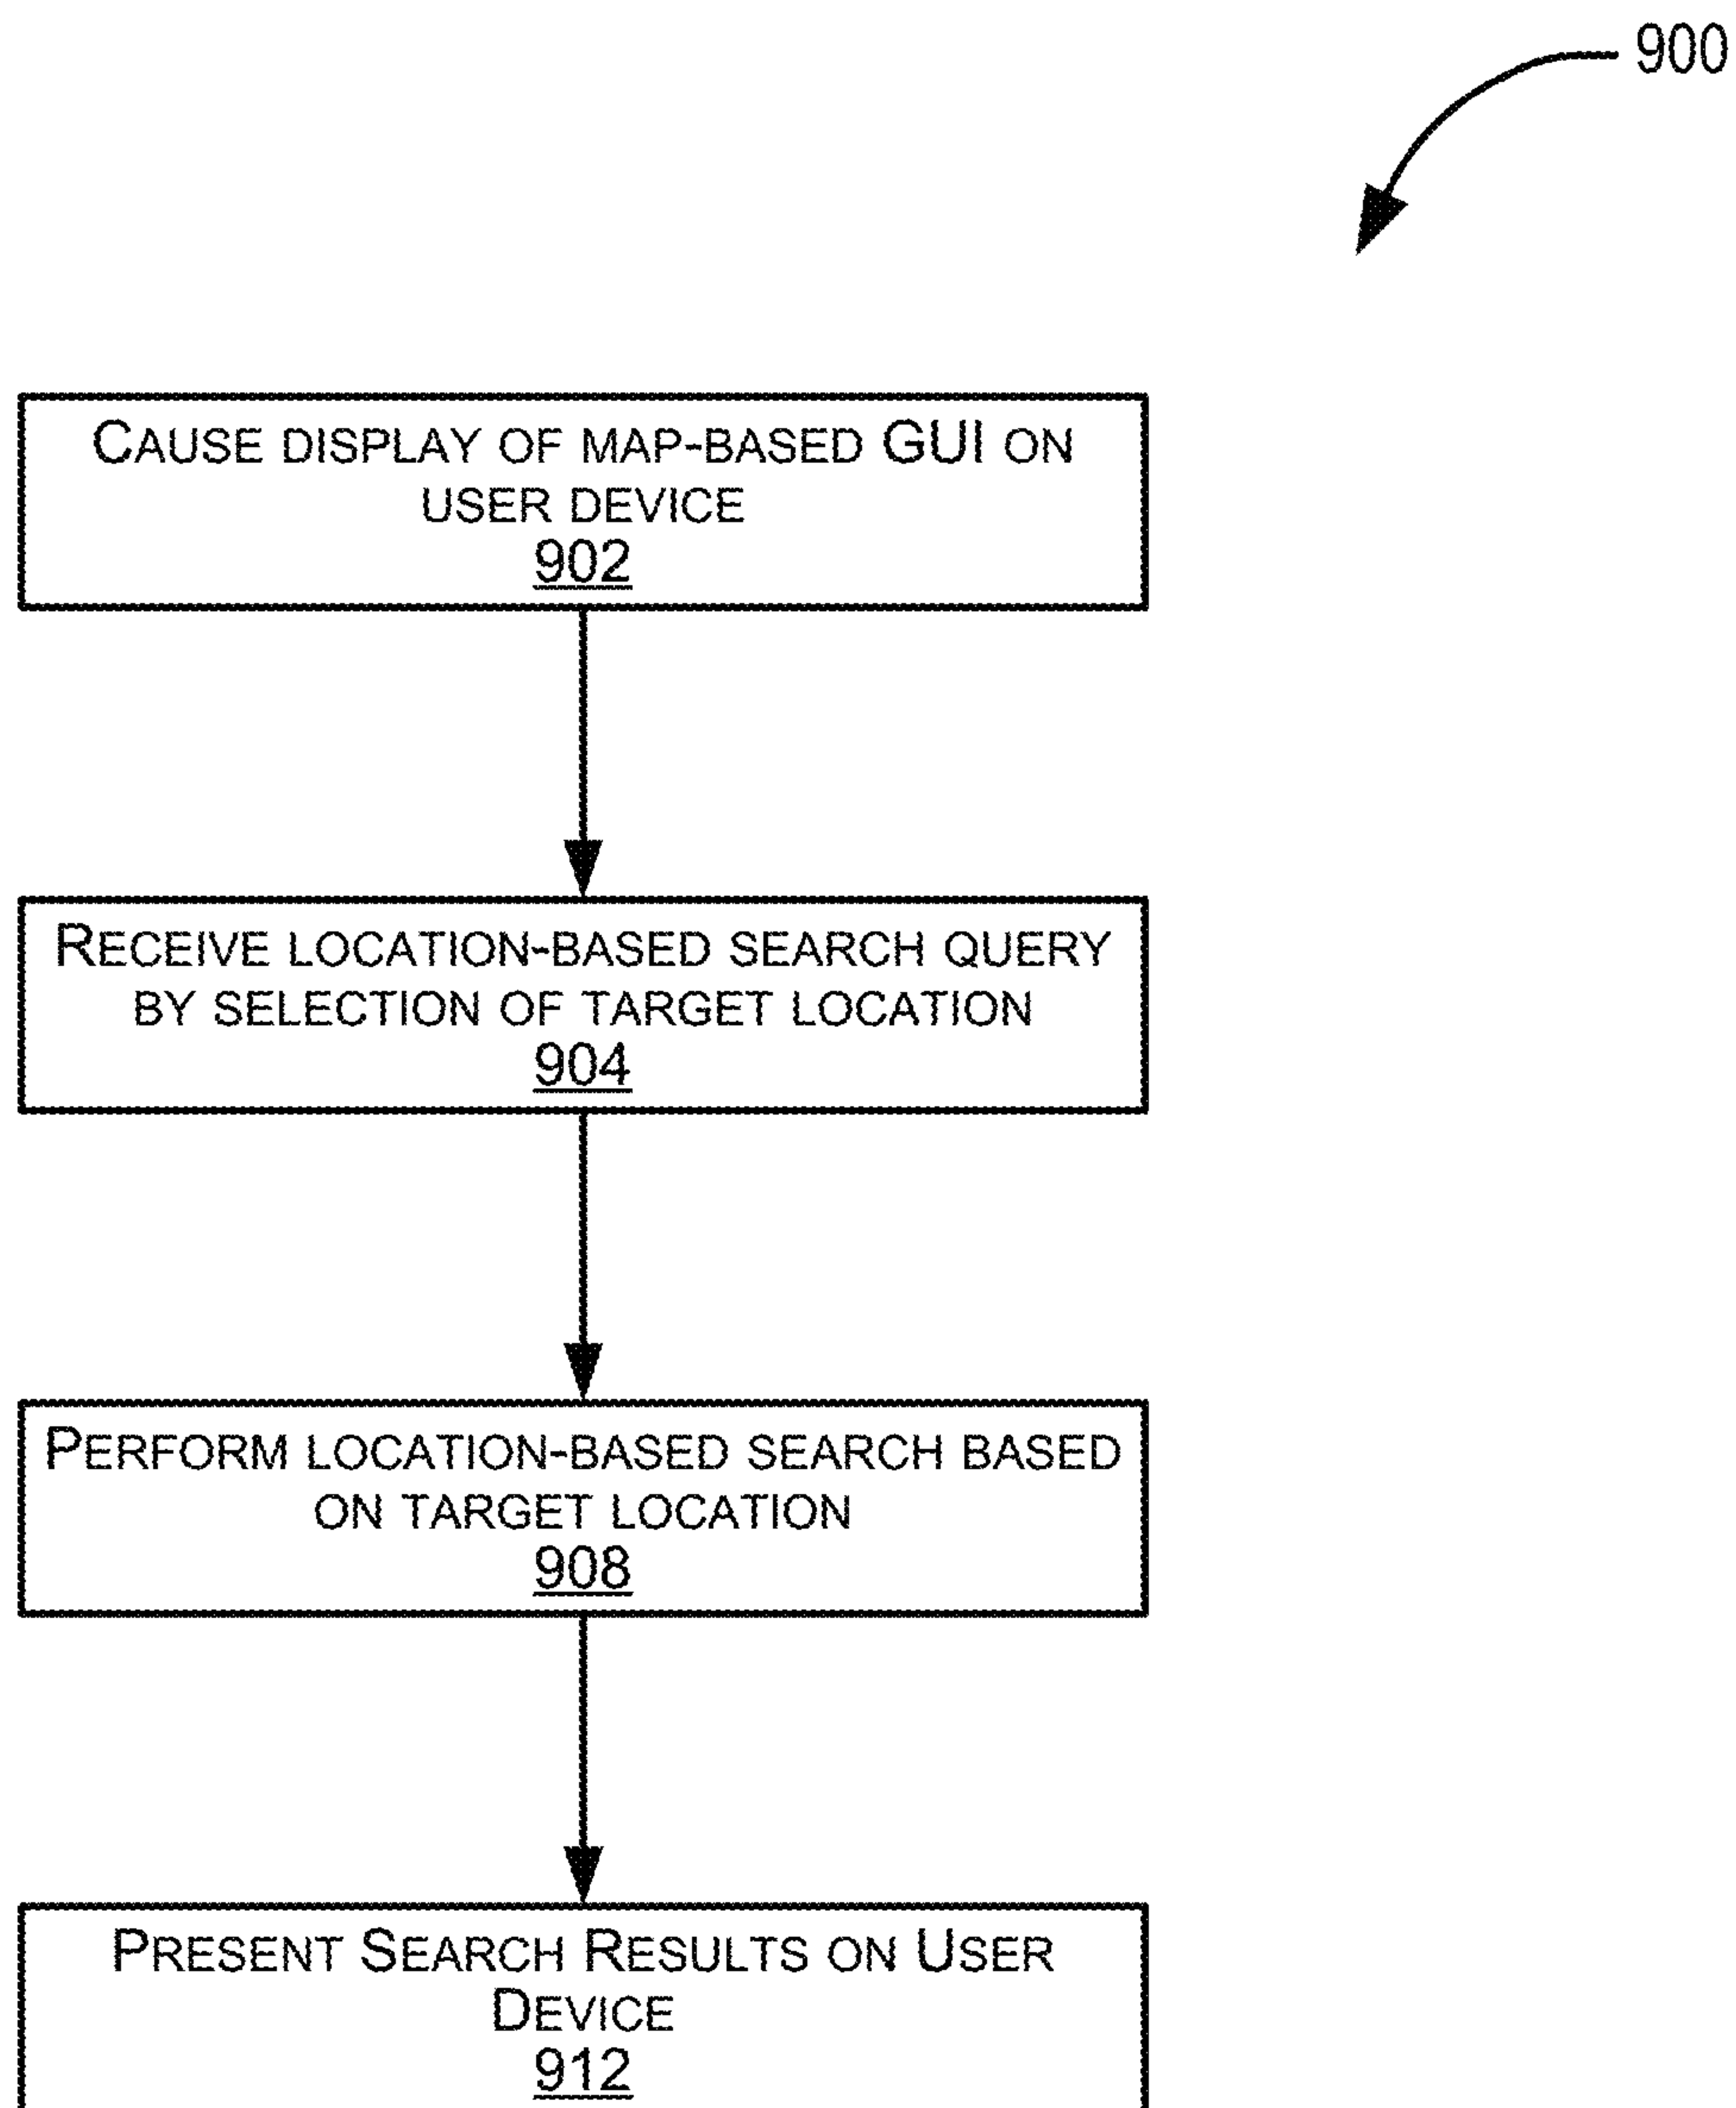 900
CAUSE DISPLAY OF MAP-BASED GUI ON
USER DEVICE
902
RECEIVE LOCATION-BASED SEARCH QUERY
BY SELECTION OF TARGET LOCATION
904
PERFORM LOCATION-BASED SEARCH BASED
ON TARGET LOCATION
908
PRESENT SEARCH RESULTS ON USER
DEVICE
912